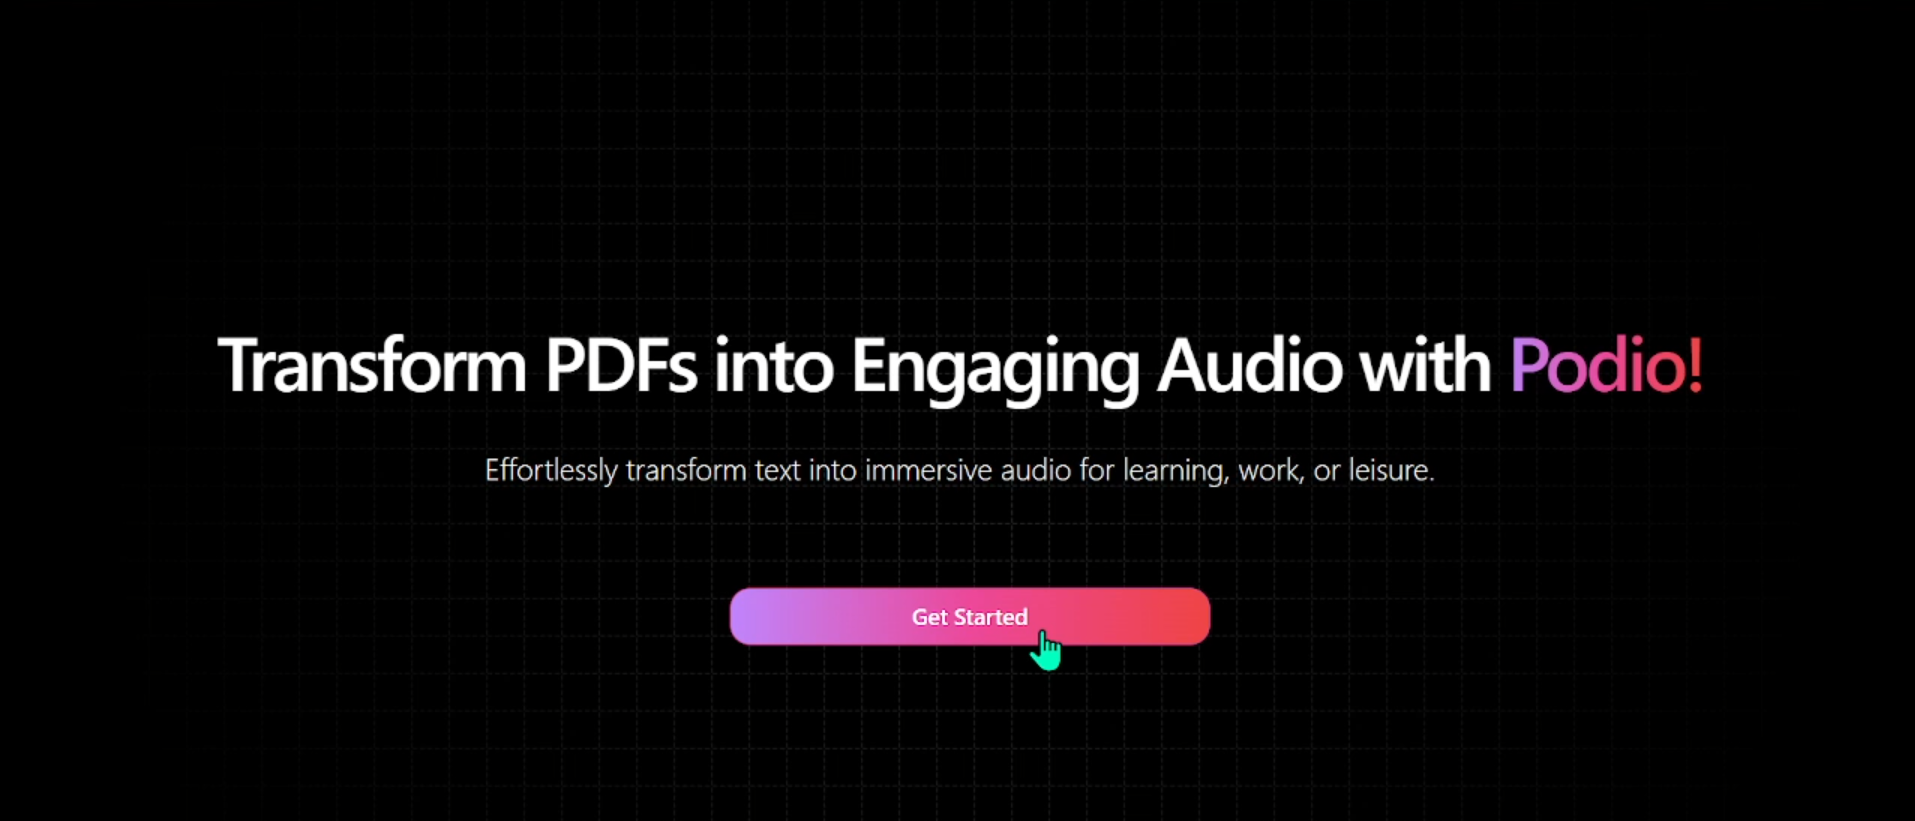 Transform PDFs into Engaging Audio with Podio!
Effortlessly transform text into immersive audio for learning, work, or leisure.
Get Started